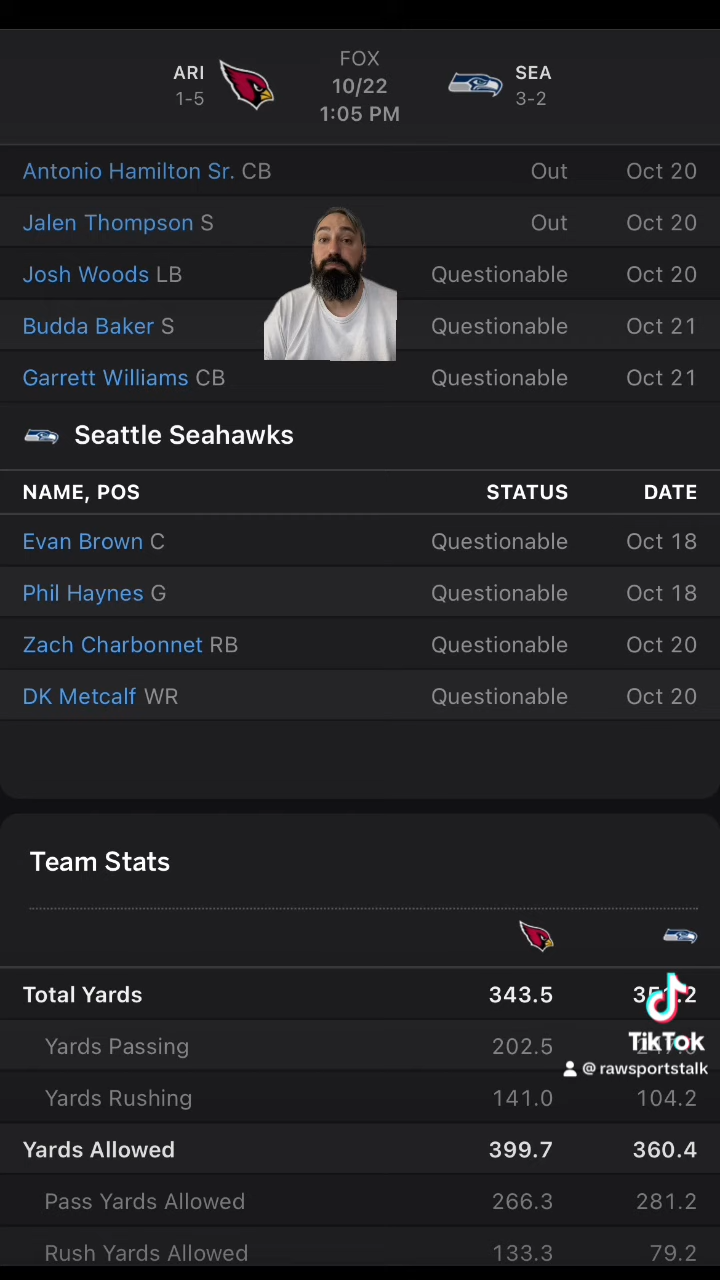 FOX
ARI
10/22
SEA
1-5
3-2
1:05 PM
Antonio Hamilton Sr. CB Out Oct 20
Jalen Thompson S Out Oct 20
Josh Woods LB Questionable Oct 20
Budda Baker S Questionable Oct 21
Garrett Williams CB Questionable Oct 21
Seattle Seahawks
NAME, POS STATUS DATE
Evan Brown C Questionable Oct 18
Phil Haynes G Questionable Oct 18
Zach Charbonnet RB Questionable Oct 20
DK Metcalf WR Questionable Oct 20
Team Stats
Total Yards 343.5
Yards Passing 202.5
TikTok
@rawsportstalk
Yards Rushing 141.0 104.2
Yards Allowed 399.7 360.4
Pass Yards Allowed 266.3 281.2
Rush Yards Allowed 133.3 79.2